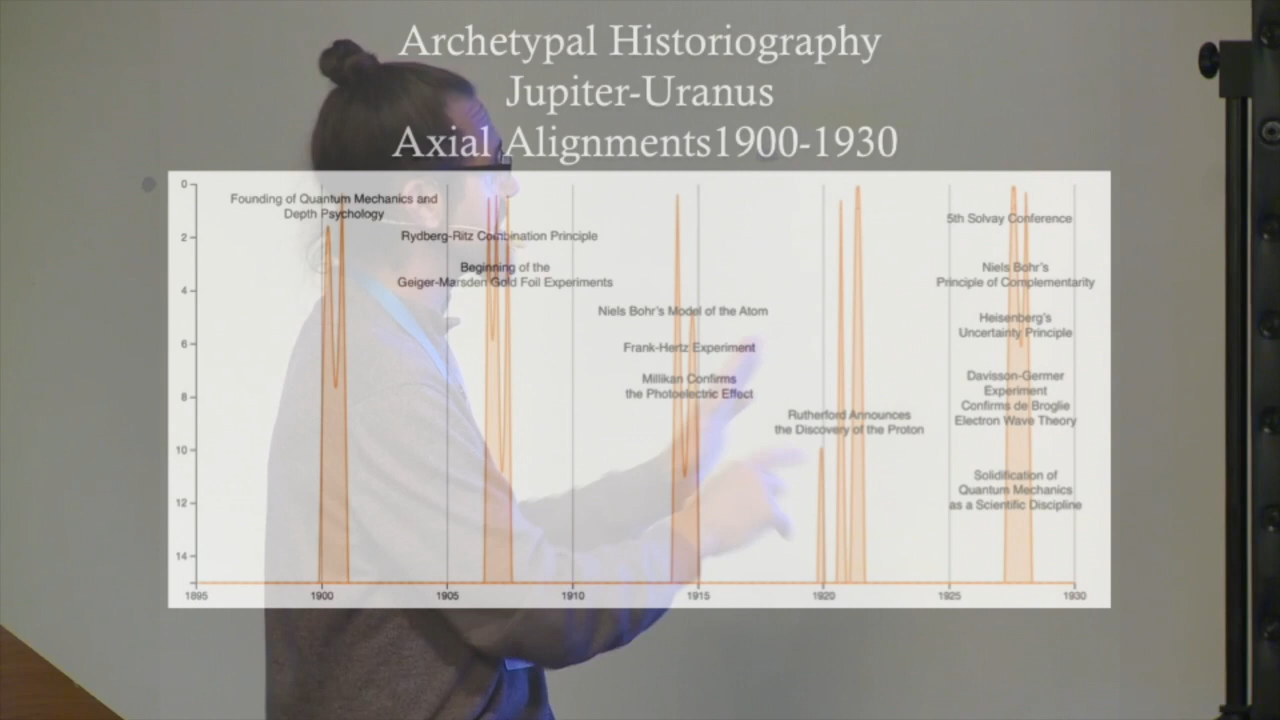 Archetypal Historiography
Jupiter-Uranus
Axial Alignments1900-1930
0
2
4
6
8
10
12
14
Founding of Quantum Mechanics and
Depth Psychology
Rydberg-Ritz Combination Principle
Beginning of the
Geiger-Marsden Gold Foil Experiments
Niels Bohr's Model of the Atom
Frank-Hertz Experiment
Millikan Confirms
the Photoelectric Effect
Rutherford Announces
the Discovery of the Proton
5th Solvay Conference
Niels Bohr's
Principle of Complementarity
Heisenberg's
Uncertainty Principle
Davisson-Germer
Experiment
Confirms de Broglie
Electron Wave Theory
Solidification of
Quantum Mechanics
as a Scientific Discipline
1895 1900 1905 1910 1915 1920 1925 1930